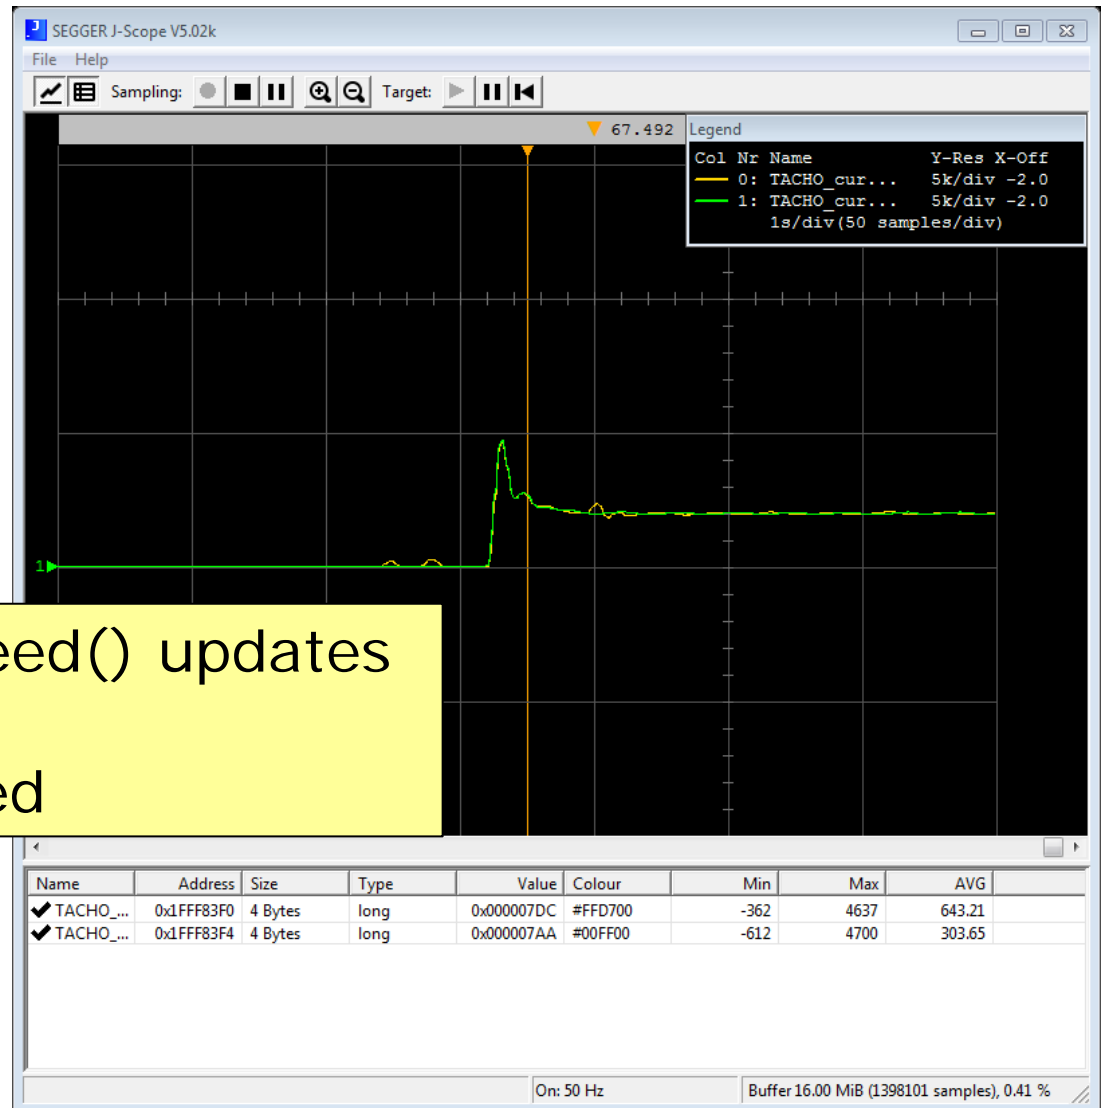 SEGGER J-Scope V5.02k
File Help
Sampling: Target:
67.492
Legend
Col Nr Name Y-Res X-Off
0: TACHO_cur... 5k/div -2.0
1: TACHO_cur... 5k/div -2.0
1s/div(50 samples/div)
1
eed() updates
ed
Name Address Size Type Value Colour Min Max AVG
TACHO_... 0x1FFF83F0 4 Bytes long 0x000007DC #FFD700 -362 4637 643.21
TACHO_... 0x1FFF83F4 4 Bytes long 0x000007AA #00FF00 -612 4700 303.65
On: 50 Hz Buffer 16.00 MiB (1398101 samples), 0.41 %